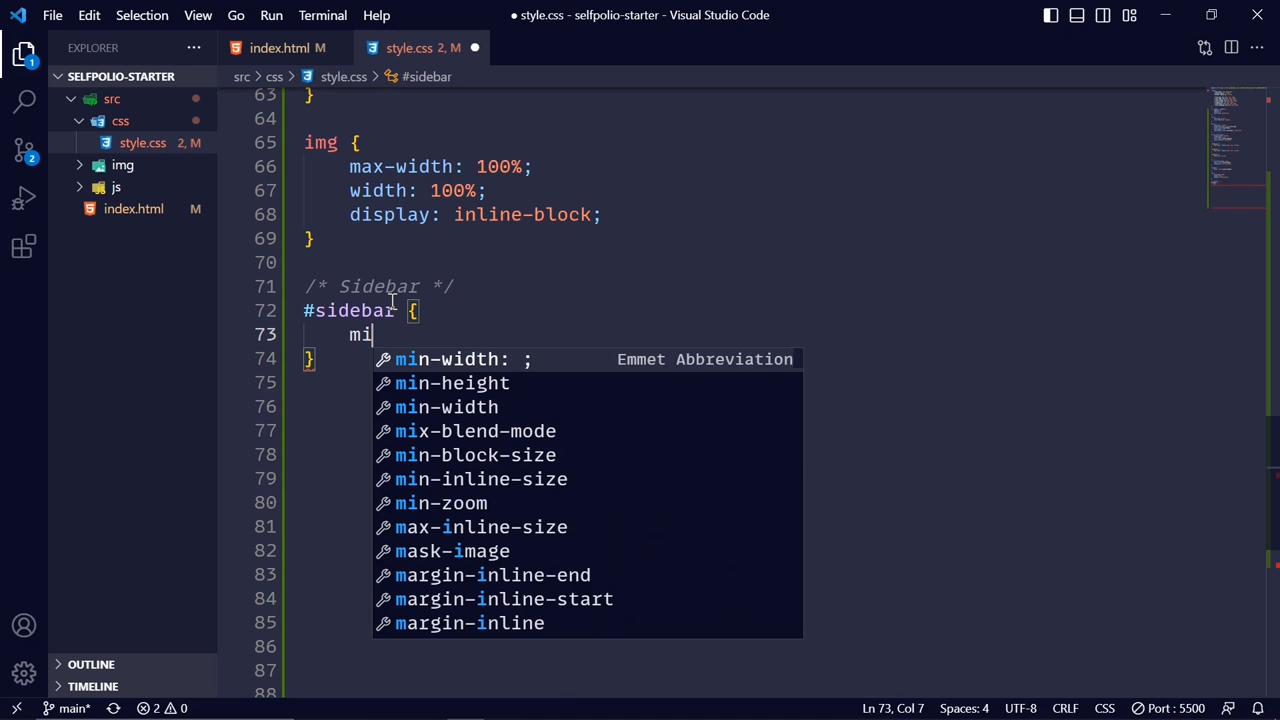 File Edit Selection View Go Run Terminal Help
● style.css - selfpolio-starter - Visual Studio Code
EXPLORER ···
index.html M
style.css 2, M ●
SELFPOLIO-STARTER
src
css
style.css 2, M
img
js
index.html M
OUTLINE
TIMELINE
1
2
src > css > style.css > #sidebar
63 }
64
65 img {
66 max-width: 100%;
67 width: 100%;
68 display: inline-block;
69 }
70
71 /* Sidebar */
72 #sidebar {
73 mi
74 }
75
76
77
78
79
80
81
82
83
84
85
86
87
88
min-width: ; Emmet Abbreviation
min-height
min-width
mix-blend-mode
min-block-size
min-inline-size
min-zoom
max-inline-size
mask-image
margin-inline-end
margin-inline-start
margin-inline
main* 2 0 Ln 73, Col 7 Spaces: 4 UTF-8 CRLF CSS Port : 5500